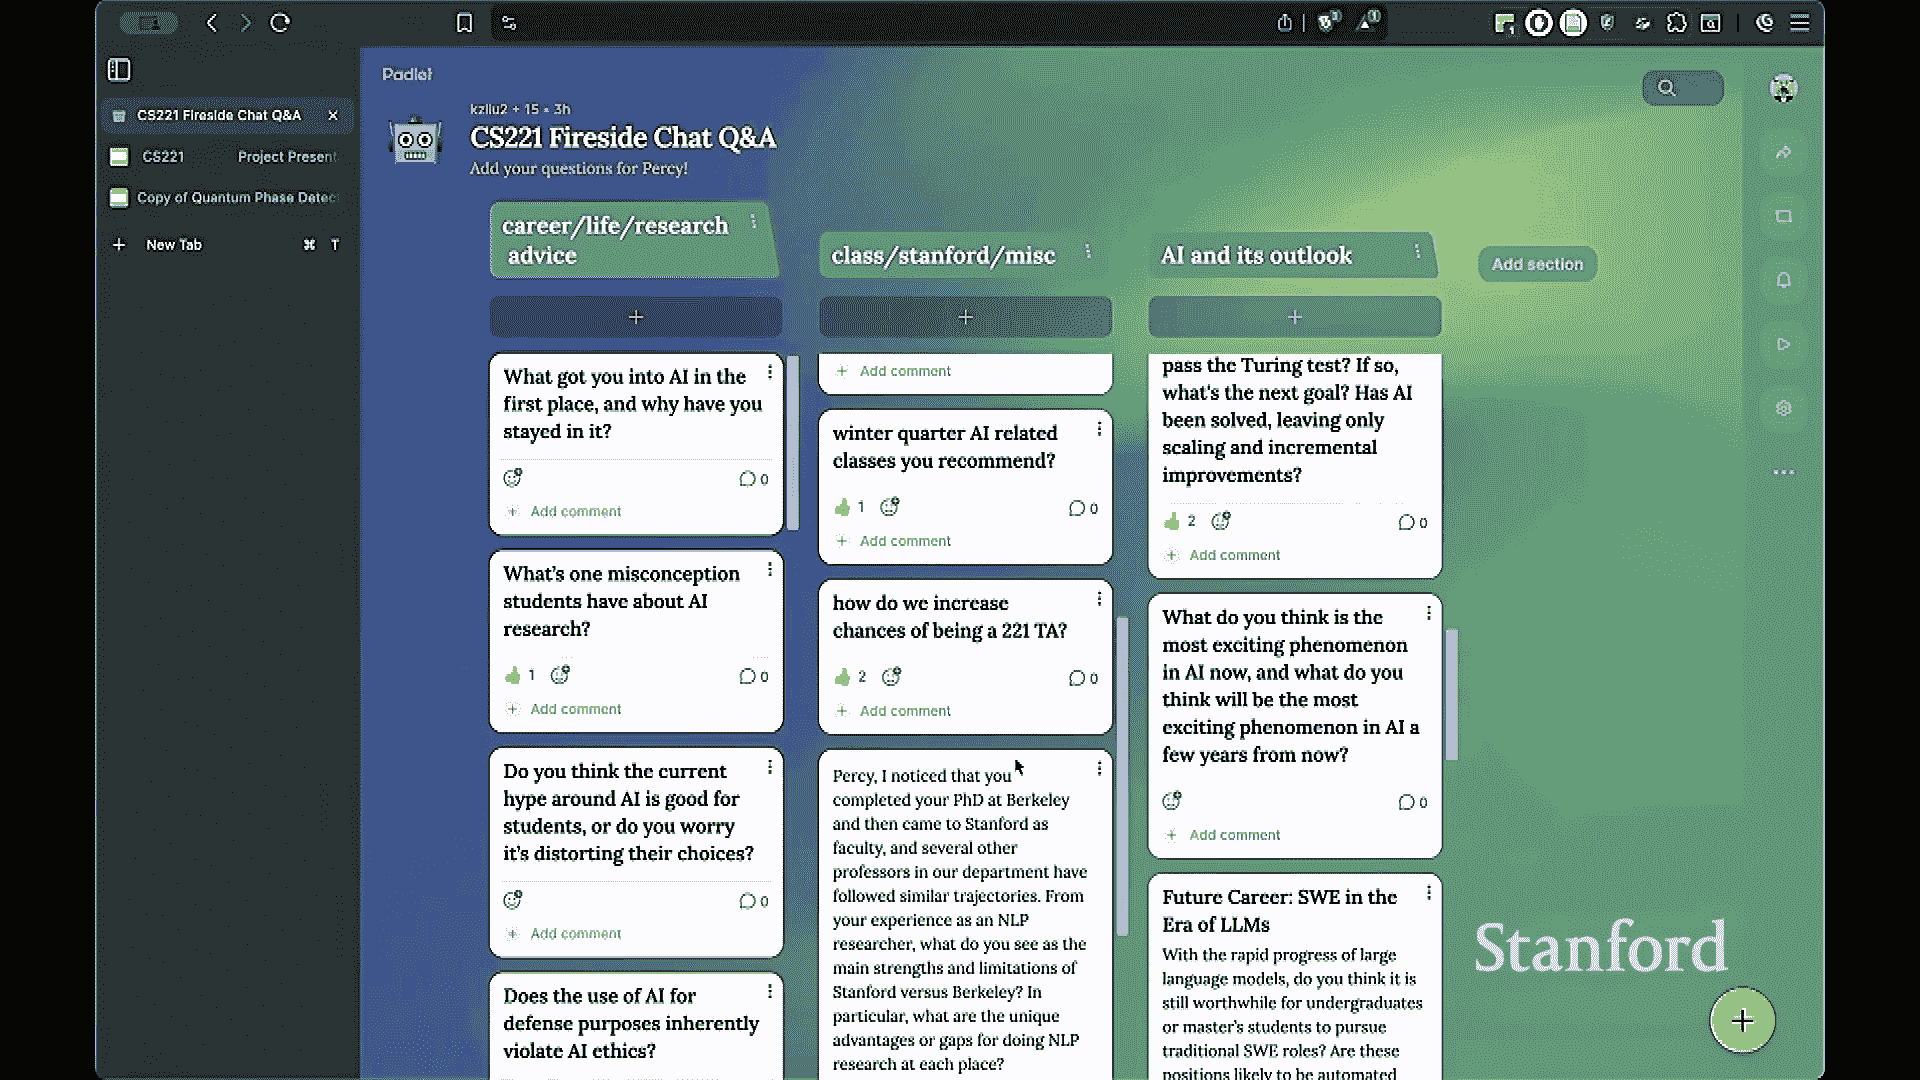 Padlet
kzliu2 + 15 • 3h
CS221 Fireside Chat Q&A
Add your questions for Percy!
CS221 Fireside Chat Q&A
CS221 Project Present
Copy of Quantum Phase Detec
+ New Tab ⌘ T
career/life/research
advice
+
What got you into AI in the
first place, and why have you
stayed in it?
0
+ Add comment
What's one misconception
students have about AI
research?
1 0
+ Add comment
Do you think the current
hype around AI is good for
students, or do you worry
it's distorting their choices?
0
+ Add comment
Does the use of AI for
defense purposes inherently
violate AI ethics?
class/stanford/misc
+
+ Add comment
winter quarter AI related
classes you recommend?
1 0
+ Add comment
how do we increase
chances of being a 221 TA?
2 0
+ Add comment
Percy, I noticed that you
completed your PhD at Berkeley
and then came to Stanford as
faculty, and several other
professors in our department have
followed similar trajectories. From
your experience as an NLP
researcher, what do you see as the
main strengths and limitations of
Stanford versus Berkeley? In
particular, what are the unique
advantages or gaps for doing NLP
research at each place?
AI and its outlook
+
pass the Turing test? If so,
what's the next goal? Has AI
been solved, leaving only
scaling and incremental
improvements?
2 0
+ Add comment
What do you think is the
most exciting phenomenon
in AI now, and what do you
think will be the most
exciting phenomenon in AI a
few years from now?
0
+ Add comment
Future Career: SWE in the
Era of LLMs
With the rapid progress of large
language models, do you think it is
still worthwhile for undergraduates
or master's students to pursue
traditional SWE roles? Are these
positions likely to be automated
Add section
Stanford
+